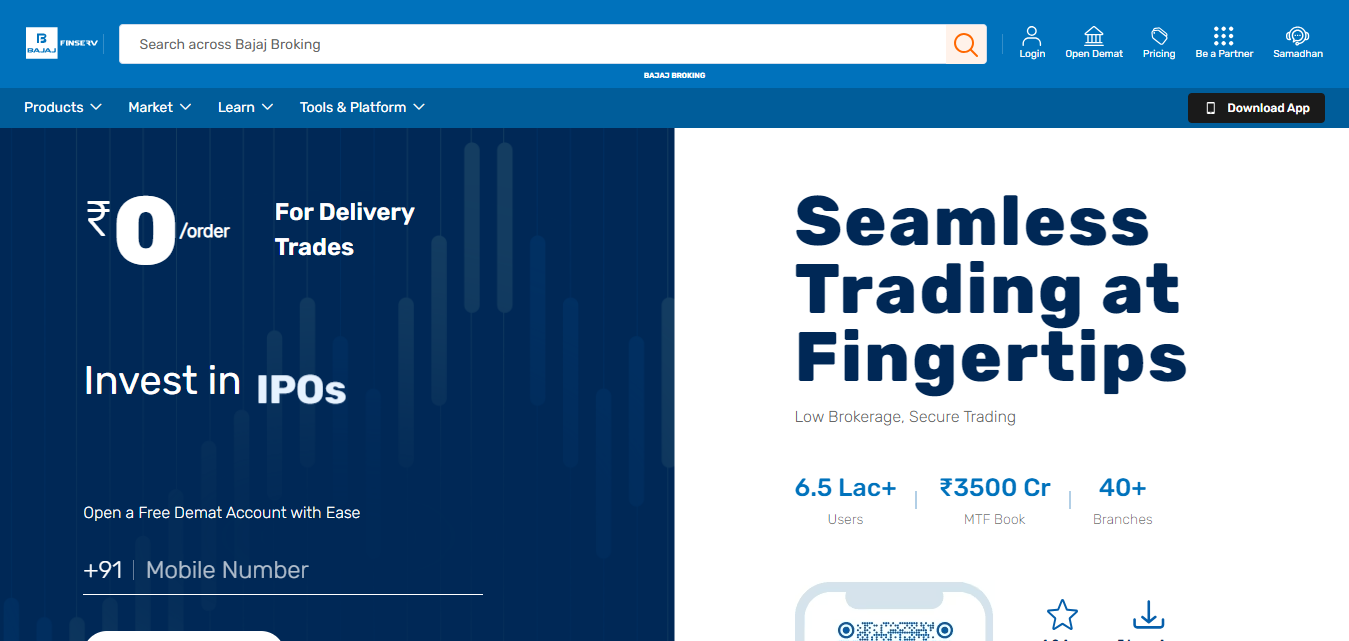 BAJAJ
FINSERV
Search across Bajaj Broking
Login
Open Demat
Pricing
Be a Partner
Samadhan
BAJAJ BROKING
Products
Market
Learn
Tools & Platform
Download App
₹0/order
For Delivery
Trades
Invest in IPOs
Open a Free Demat Account with Ease
+91
Mobile Number
Seamless
Trading at
Fingertips
Low Brokerage, Secure Trading
6.5 Lac+
Users
₹3500 Cr
MTF Book
40+
Branches